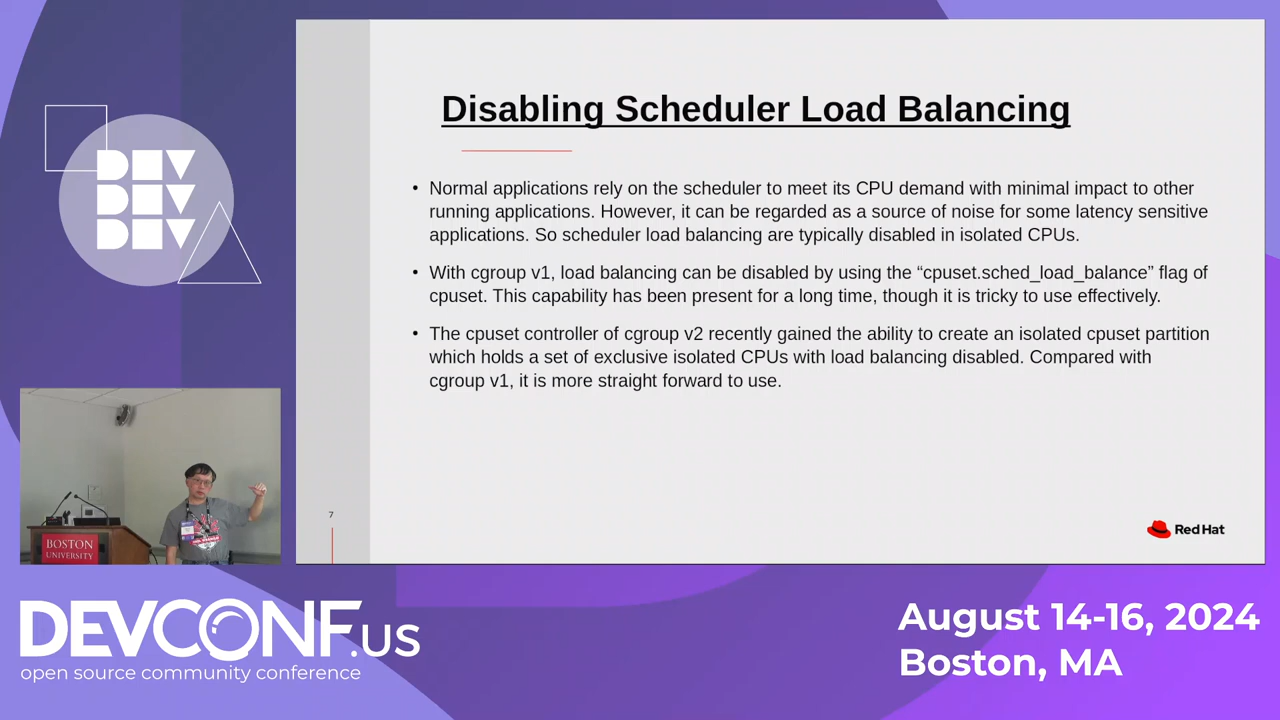 Disabling Scheduler Load Balancing
• Normal applications rely on the scheduler to meet its CPU demand with minimal impact to other
running applications. However, it can be regarded as a source of noise for some latency sensitive
applications. So scheduler load balancing are typically disabled in isolated CPUs.
• With cgroup v1, load balancing can be disabled by using the “cpuset.sched_load_balance” flag of
cpuset. This capability has been present for a long time, though it is tricky to use effectively.
• The cpuset controller of cgroup v2 recently gained the ability to create an isolated cpuset partition
which holds a set of exclusive isolated CPUs with load balancing disabled. Compared with
cgroup v1, it is more straight forward to use.
7
Red Hat
DEV
DEV
DEV
BOSTON
UNIVERSITY
DEVCONF.US
open source community conference
August 14-16, 2024
Boston, MA